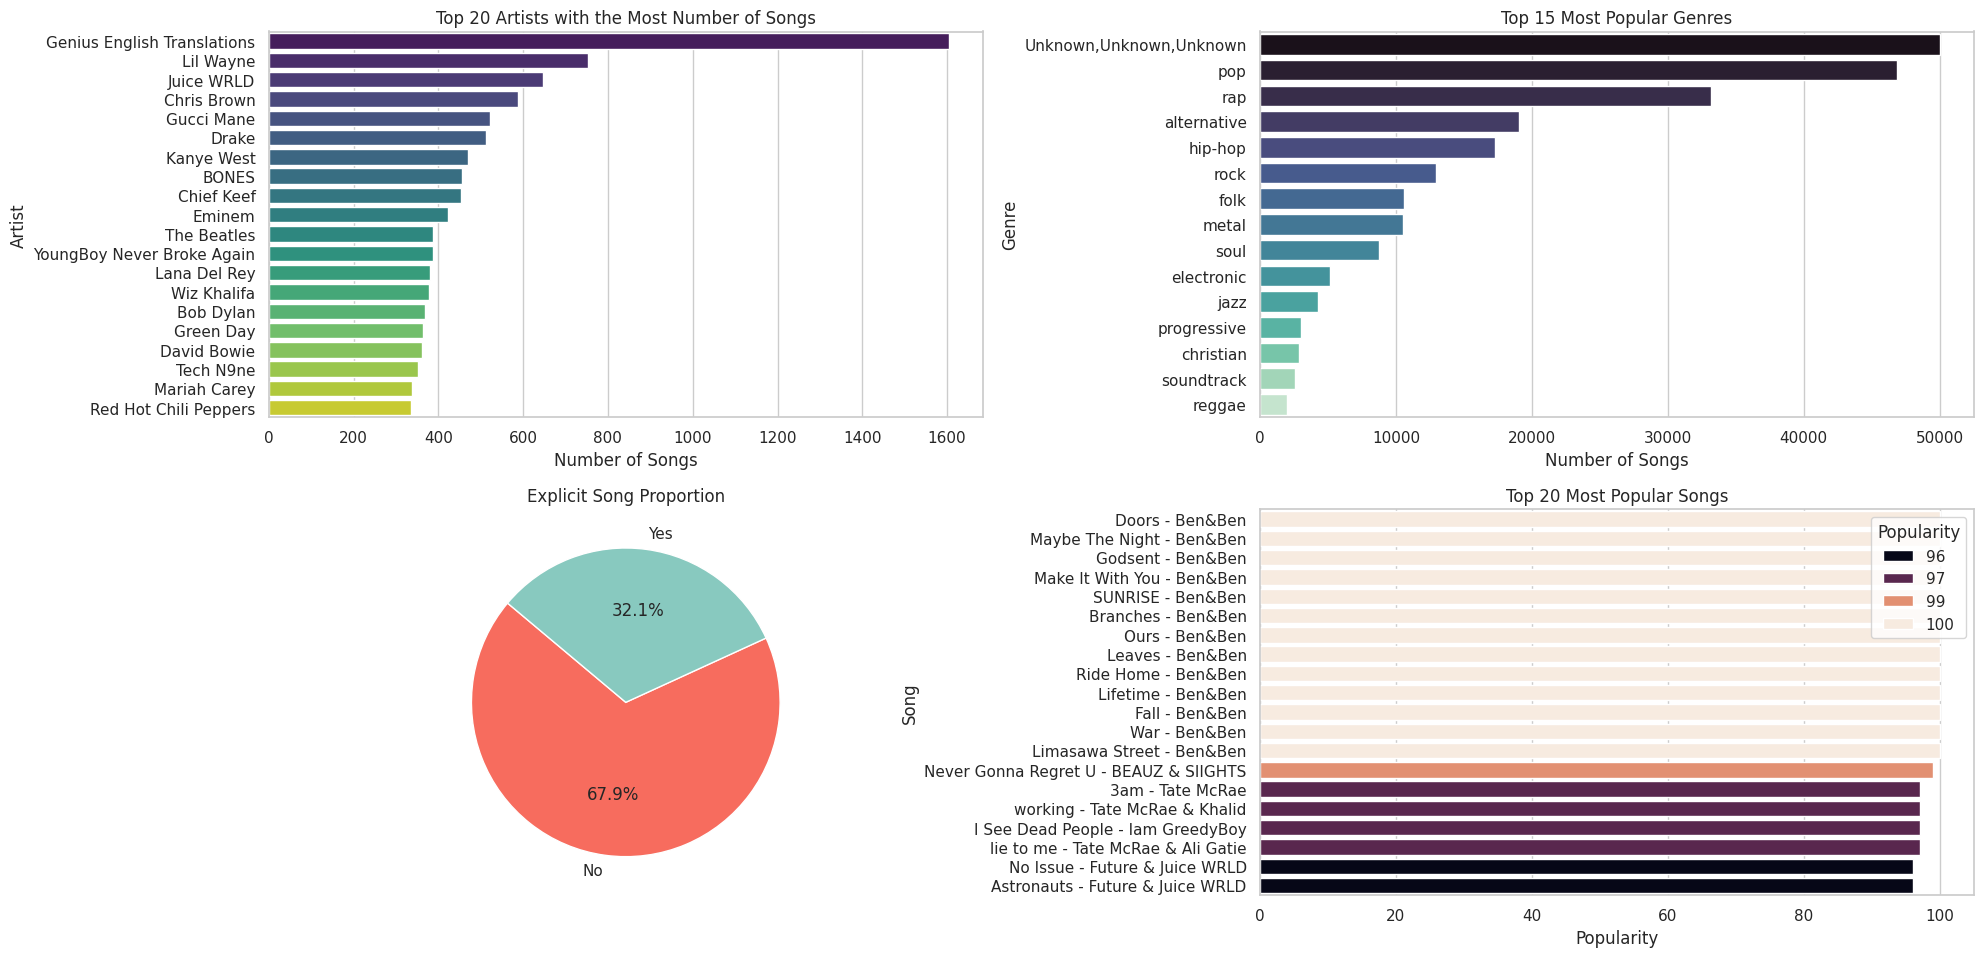 Top 20 Artists with the Most Number of Songs
Artist
Genius English Translations
Lil Wayne
Juice WRLD
Chris Brown
Gucci Mane
Drake
Kanye West
BONES
Chief Keef
Eminem
The Beatles
YoungBoy Never Broke Again
Lana Del Rey
Wiz Khalifa
Bob Dylan
Green Day
David Bowie
Tech N9ne
Mariah Carey
Red Hot Chili Peppers
0 200 400 600 800 1000 1200 1400 1600
Number of Songs
Top 15 Most Popular Genres
Genre
Unknown,Unknown,Unknown
pop
rap
alternative
hip-hop
rock
folk
metal
soul
electronic
jazz
progressive
christian
soundtrack
reggae
0 10000 20000 30000 40000 50000
Number of Songs
Explicit Song Proportion
Yes
32.1%
67.9%
No
Top 20 Most Popular Songs
Song
Doors - Ben&Ben
Maybe The Night - Ben&Ben
Godsent - Ben&Ben
Make It With You - Ben&Ben
SUNRISE - Ben&Ben
Branches - Ben&Ben
Ours - Ben&Ben
Leaves - Ben&Ben
Ride Home - Ben&Ben
Lifetime - Ben&Ben
Fall - Ben&Ben
War - Ben&Ben
Limasawa Street - Ben&Ben
Never Gonna Regret U - BEAUZ & SIIGHTS
3am - Tate McRae
working - Tate McRae & Khalid
I See Dead People - Iam GreedyBoy
lie to me - Tate McRae & Ali Gatie
No Issue - Future & Juice WRLD
Astronauts - Future & Juice WRLD
0 20 40 60 80 100
Popularity
Popularity
96
97
99
100